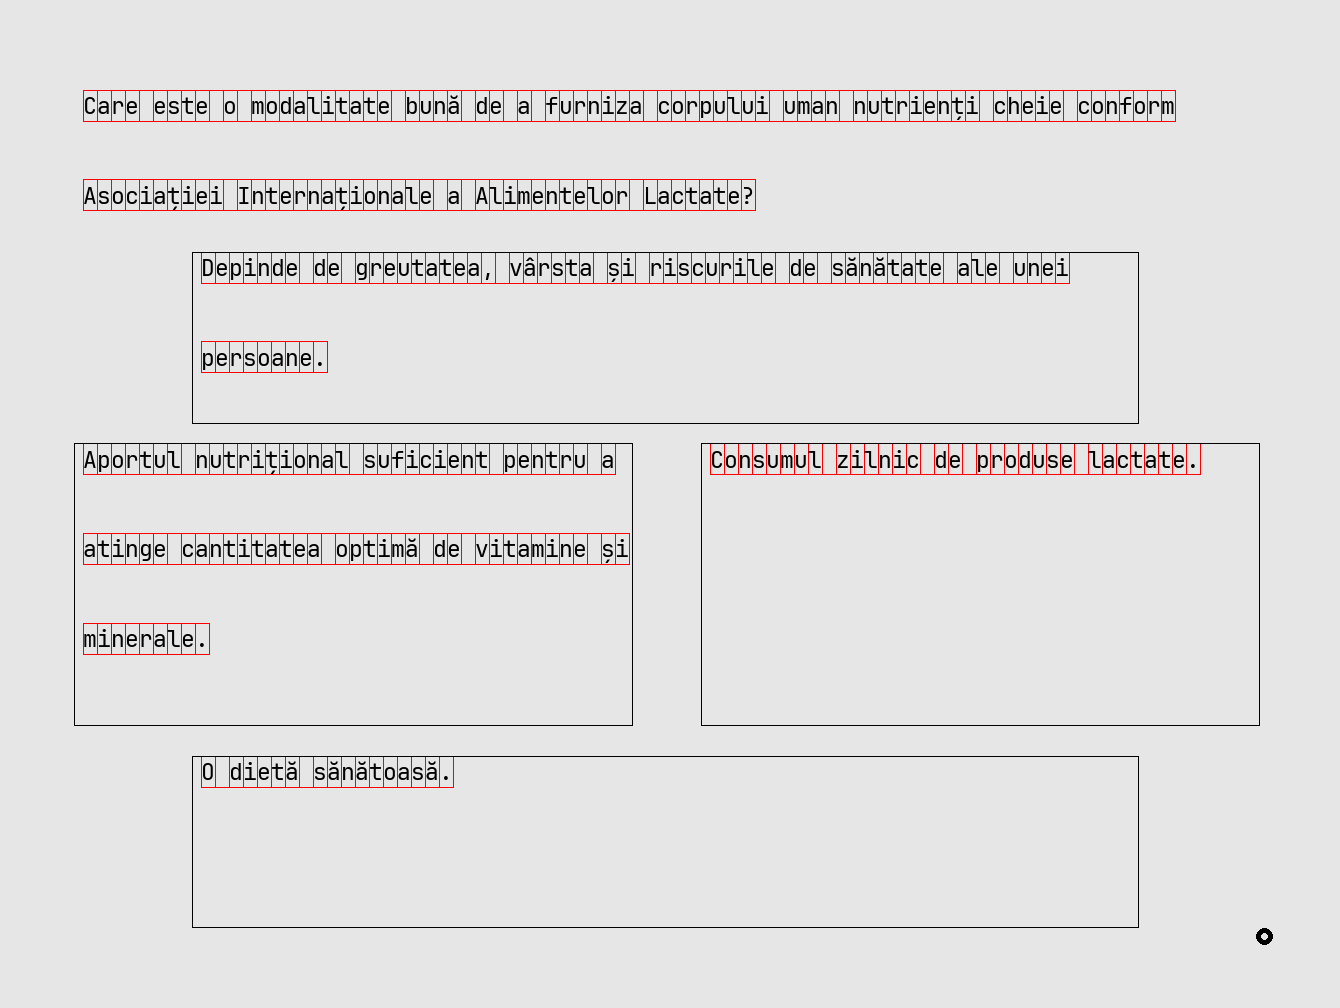 Care este o modalitate bună de a furniza corpului uman nutrienți cheie conform
Asociației Internaționale a Alimentelor Lactate?
Depinde de greutatea, vârsta și riscurile de sănătate ale unei
persoane.
Aportul nutrițional suficient pentru a
atinge cantitatea optimă de vitamine și
minerale.
Consumul zilnic de produse lactate.
O dietă sănătoasă.